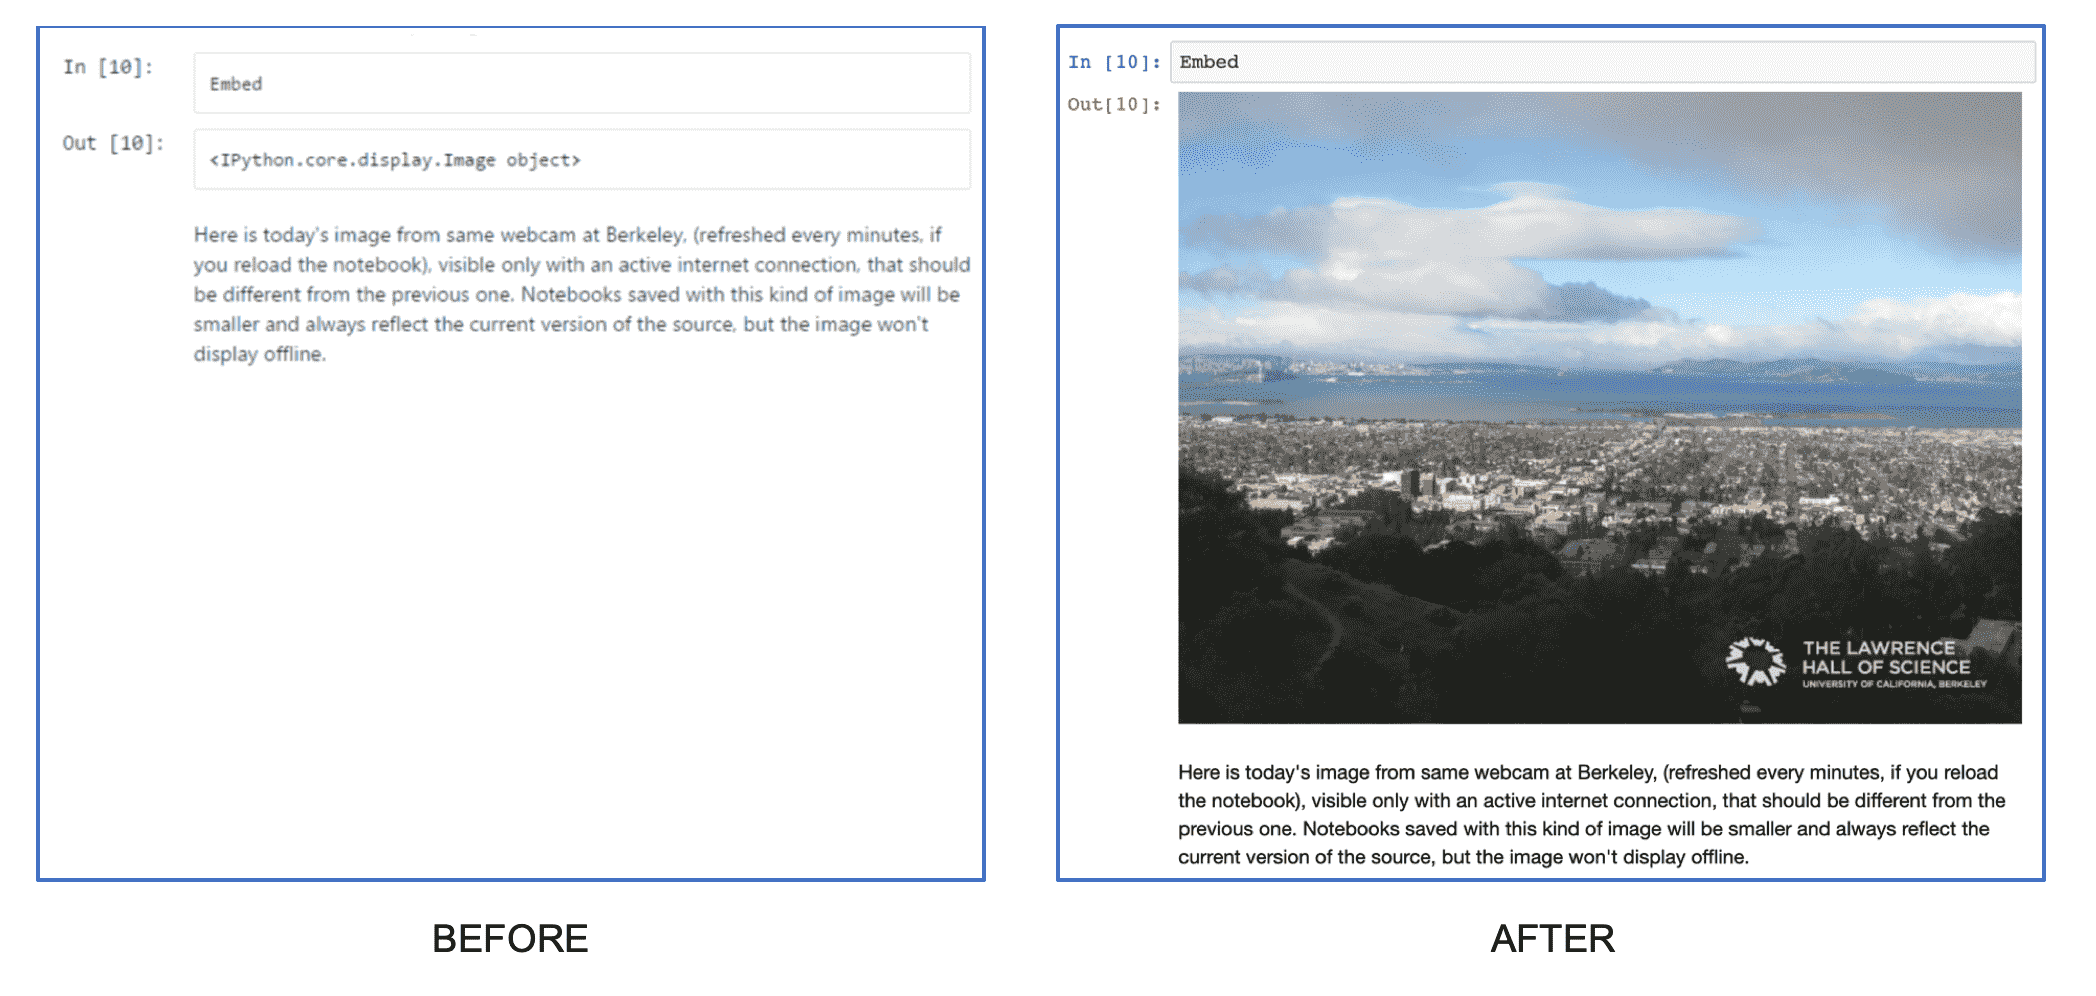 In [10]:
Embed
Out [10]:
<IPython.core.display.Image object>
Here is today's image from same webcam at Berkeley, (refreshed every minutes, if
you reload the notebook), visible only with an active internet connection, that should
be different from the previous one. Notebooks saved with this kind of image will be
smaller and always reflect the current version of the source, but the image won't
display offline.
BEFORE
In [10]:
Embed
Out[10]:
THE LAWRENCE
HALL OF SCIENCE
UNIVERSITY OF CALIFORNIA, BERKELEY
Here is today's image from same webcam at Berkeley, (refreshed every minutes, if you reload
the notebook), visible only with an active internet connection, that should be different from the
previous one. Notebooks saved with this kind of image will be smaller and always reflect the
current version of the source, but the image won't display offline.
AFTER